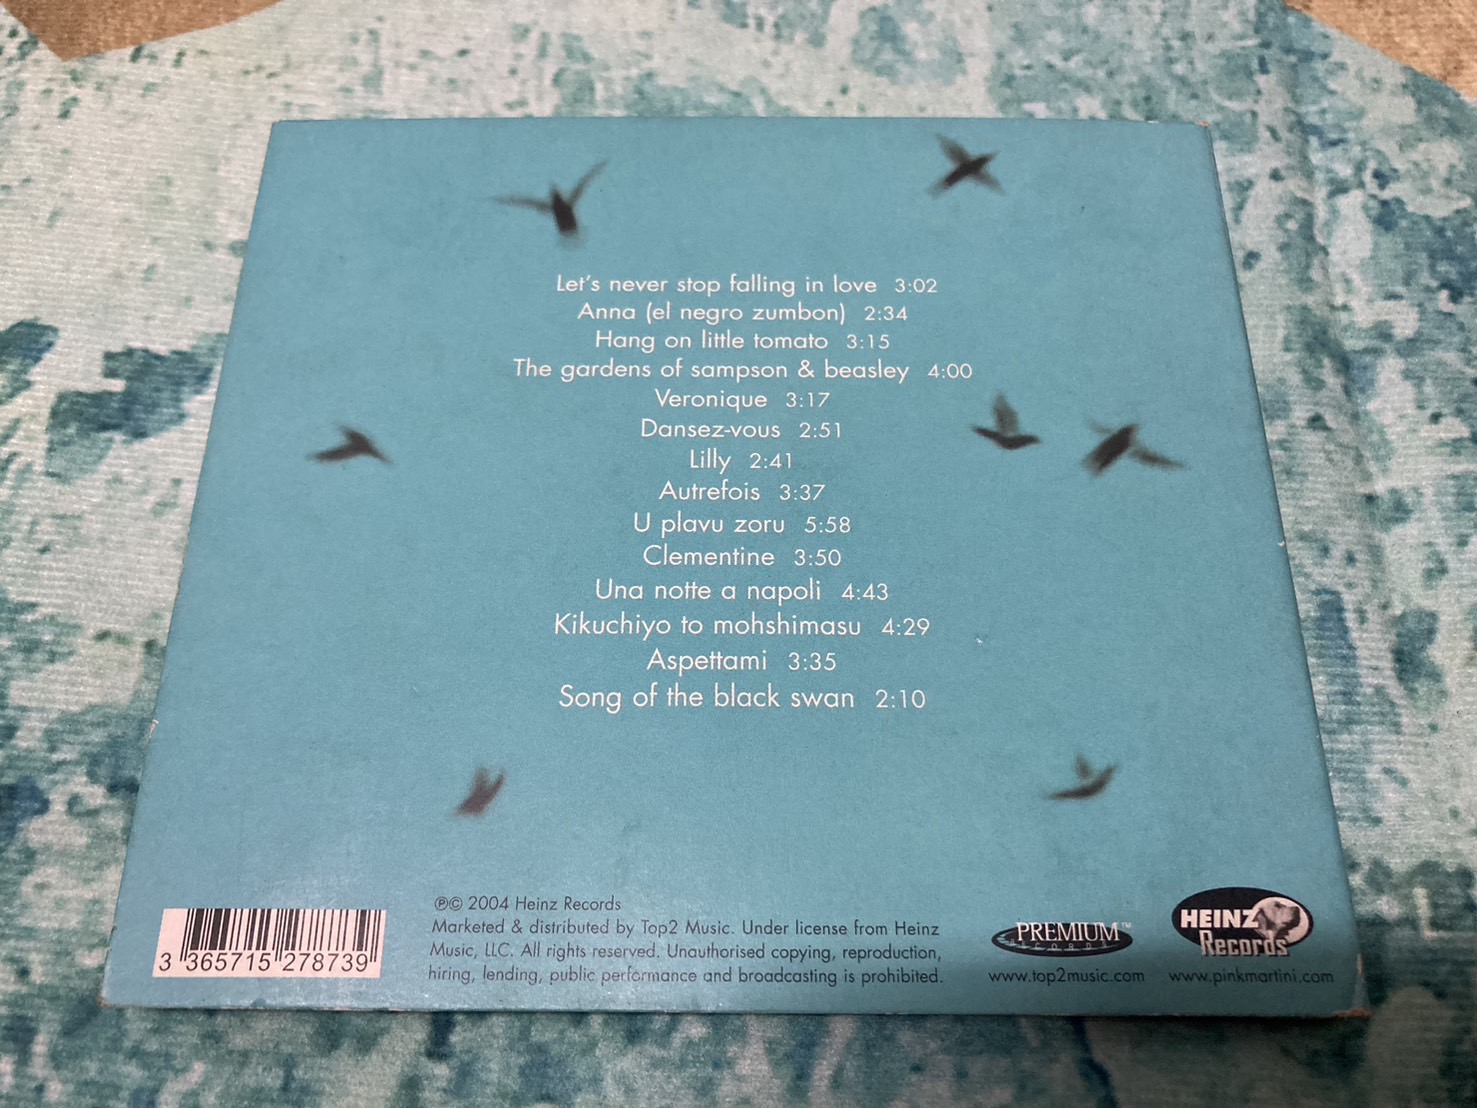 Let's never stop falling in love 3:02
Anna (el negro zumbon) 2:34
Hang on little tomato 3:15
The gardens of sampson & beasley 4:00
Veronique 3:17
Dansez-vous 2:51
Lilly 2:41
Autrefois 3:37
U plavu zoru 5:58
Clementine 3:50
Una notte a napoli 4:43
Kikuchiyo to mohshimasu 4:29
Aspettami 3:35
Song of the black swan 2:10
3 365715 278739
℗© 2004 Heinz Records
Marketed & distributed by Top2 Music. Under license from Heinz
Music, LLC. All rights reserved. Unauthorised copying, reproduction,
hiring, lending, public performance and broadcasting is prohibited.
PREMIUM™
RECORDS
www.top2music.com
HEINZ
Records
www.pinkmartini.com